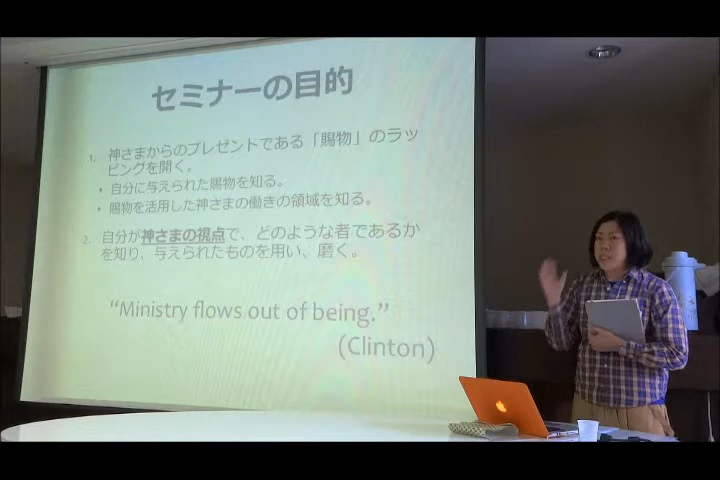 セミナーの目的
1. 神さまからのプレゼントである「賜物」のラッ
ピングを開く。
• 自分に与えられた賜物を知る。
• 賜物を活用した神さまの働きの領域を知る。
2. 自分が神さまの視点で、どのような者であるか
を知り、与えられたものを用い、磨く。
“Ministry flows out of being.”
(Clinton)